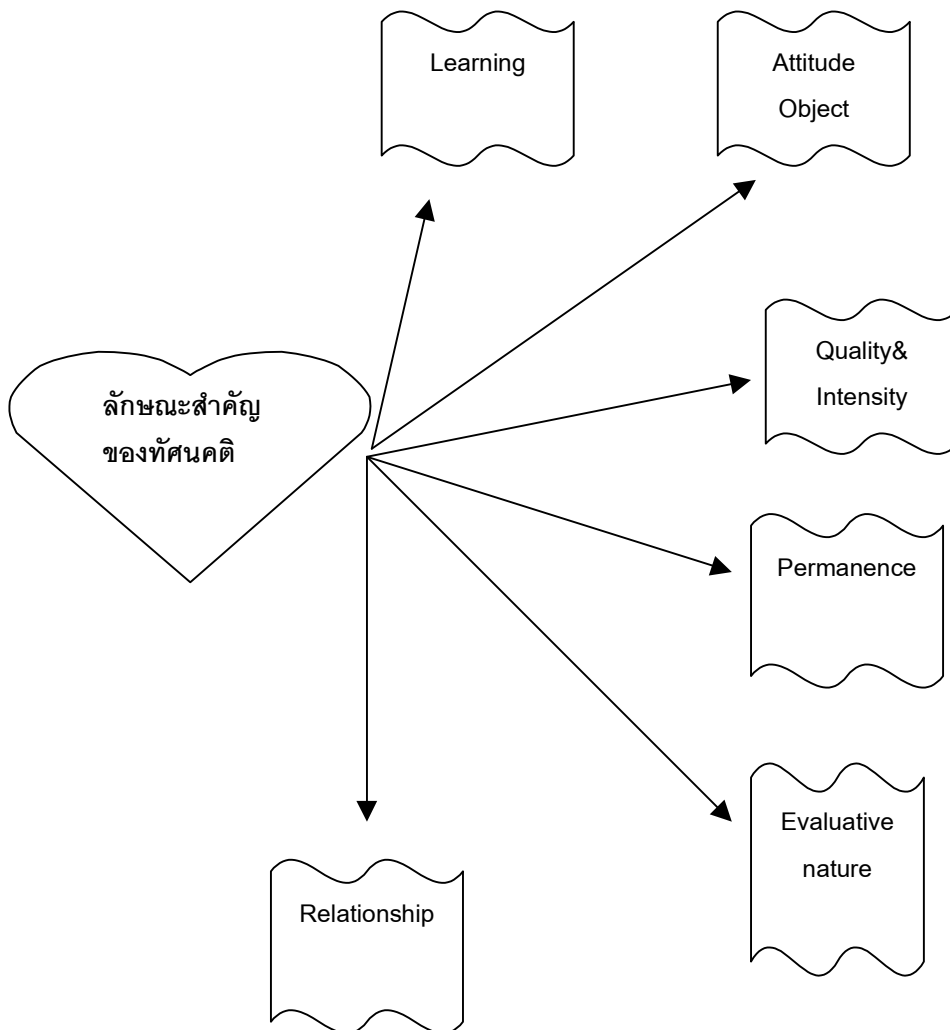 Learning
Attitude
Object
Quality&
Intensity
ลักษณะสำคัญ
ของทัศนคติ
Permanence
Evaluative
nature
Relationship